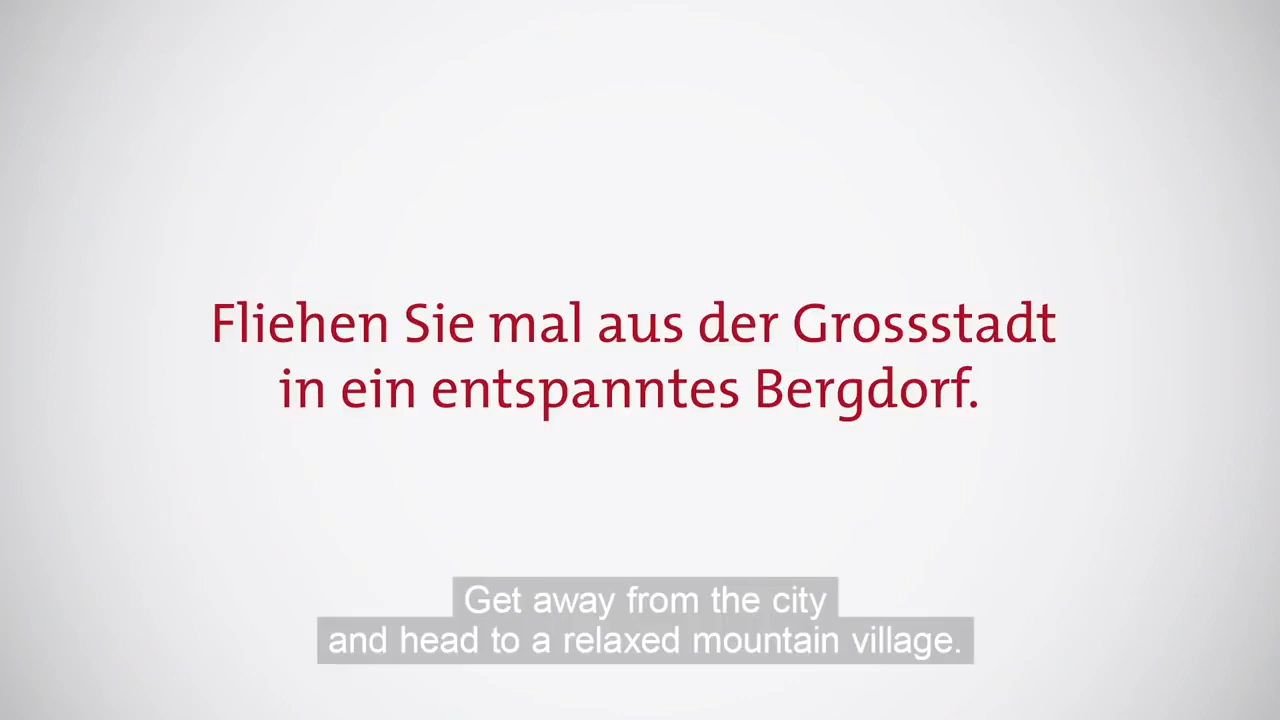 Fliehen Sie mal aus der Grossstadt
in ein entspanntes Bergdorf.
Get away from the city
and head to a relaxed mountain village.